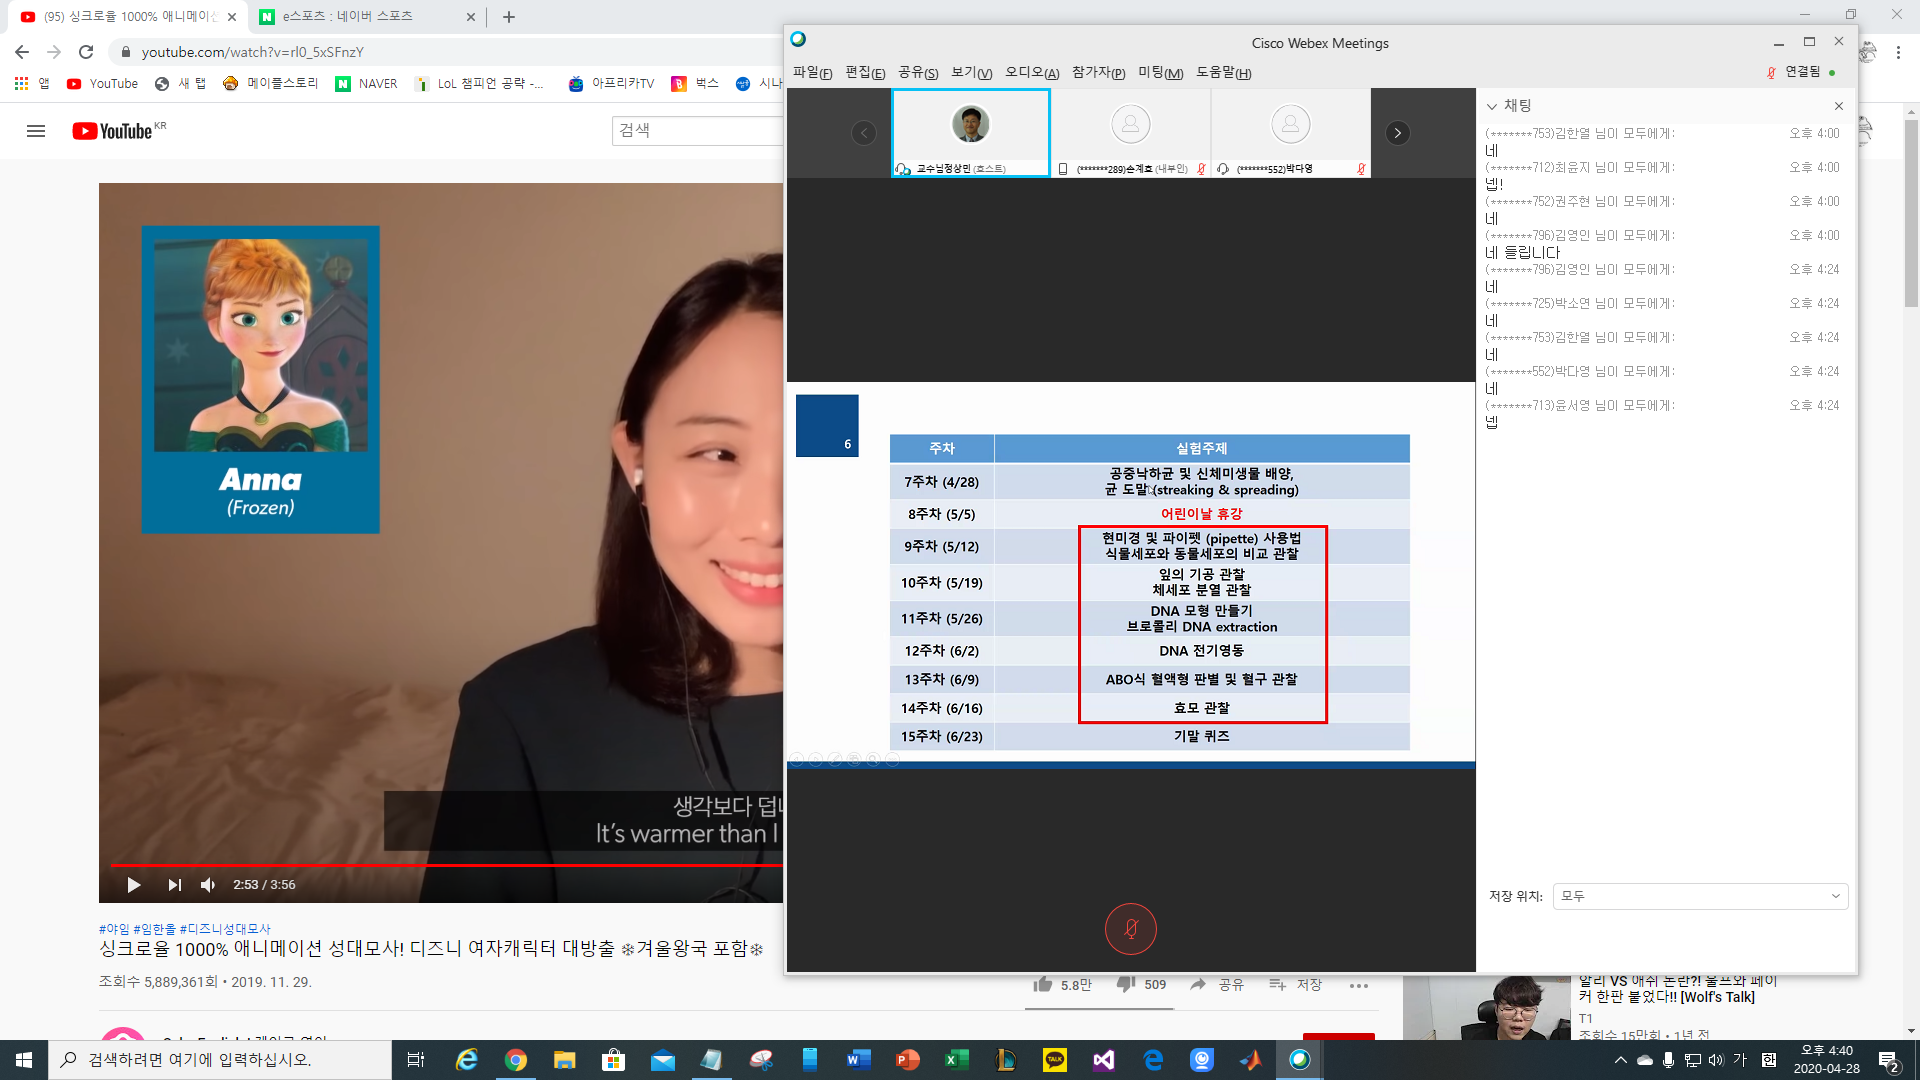 (95) 싱크로율 1000% 애니메이션
e스포츠 : 네이버 스포츠
youtube.com/watch?v=rl0_5xSFnzY
앱
YouTube
새 탭
메이플스토리
NAVER
LoL 챔피언 공략 -...
아프리카TV
벅스
시나
YouTube KR
검색
Anna
(Frozen)
생각보다 덥네
It's warmer than I
2:53 / 3:56
#야임 #임한올 #디즈니성대모사
싱크로율 1000% 애니메이션 성대모사! 디즈니 여자캐릭터 대방출 ❄겨울왕국 포함❄
조회수 5,889,361회 • 2019. 11. 29.
5.8만
509
공유
저장
알리 VS 애쉬 논란?! 울프와 페이
커 한판 붙었다!! [Wolf's Talk]
T1
조회수 15만회 • 1년 전
Cisco Webex Meetings
파일(F) 편집(E) 공유(S) 보기(V) 오디오(A) 참가자(P) 미팅(M) 도움말(H)
연결됨
교수님정상민 (호스트)
(*******289)손계효 (내부인)
(*******552)박다영
6
주차 실험주제
7주차 (4/28) 공중낙하균 및 신체미생물 배양,
균 도말 (streaking & spreading)
8주차 (5/5) 어린이날 휴강
9주차 (5/12) 현미경 및 파이펫 (pipette) 사용법
식물세포와 동물세포의 비교 관찰
10주차 (5/19) 잎의 기공 관찰
체세포 분열 관찰
11주차 (5/26) DNA 모형 만들기
브로콜리 DNA extraction
12주차 (6/2) DNA 전기영동
13주차 (6/9) ABO식 혈액형 판별 및 혈구 관찰
14주차 (6/16) 효모 관찰
15주차 (6/23) 기말 퀴즈
채팅
(*******753)김한열 님이 모두에게: 오후 4:00
네
(*******712)최윤지 님이 모두에게: 오후 4:00
넵!
(*******752)권주현 님이 모두에게: 오후 4:00
네
(*******796)김영인 님이 모두에게: 오후 4:00
네 들립니다
(*******796)김영인 님이 모두에게: 오후 4:24
네
(*******725)박소연 님이 모두에게: 오후 4:24
네
(*******753)김한열 님이 모두에게: 오후 4:24
네
(*******552)박다영 님이 모두에게: 오후 4:24
네
(*******713)윤서영 님이 모두에게: 오후 4:24
넵
저장 위치: 모두
검색하려면 여기에 입력하십시오.
TALK
가
오후 4:40
2020-04-28
2